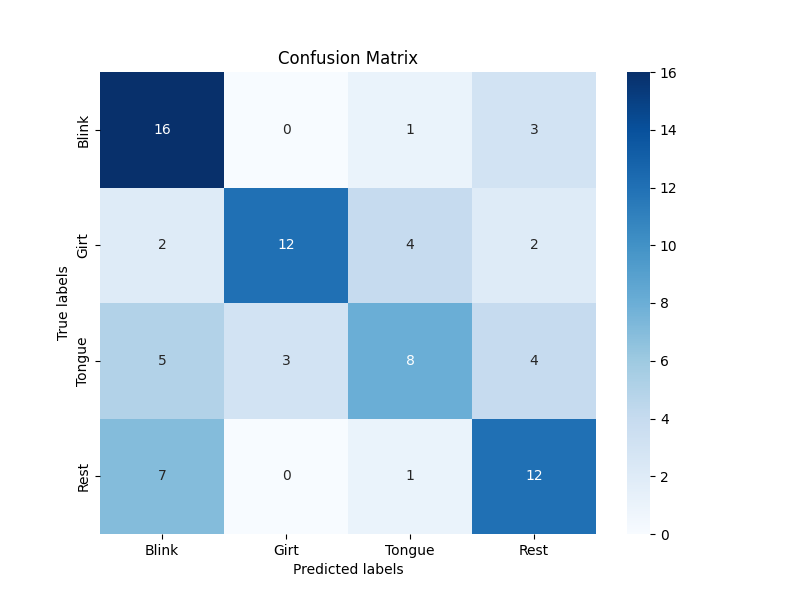 Confusion Matrix
Blink 16 0 1 3
Girt 2 12 4 2
Tongue 5 3 8 4
Rest 7 0 1 12
Blink Girt Tongue Rest
Predicted labels
True labels
16
14
12
10
8
6
4
2
0